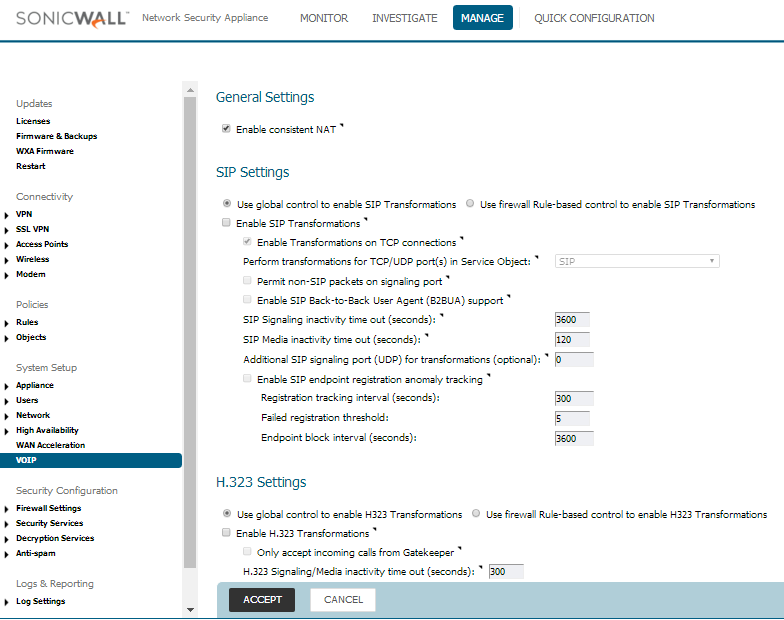 SONICWALL Network Security Appliance MONITOR INVESTIGATE MANAGE QUICK CONFIGURATION
Updates
Licenses
Firmware & Backups
WXA Firmware
Restart
Connectivity
VPN
SSL VPN
Access Points
Wireless
Modem
Policies
Rules
Objects
System Setup
Appliance
Users
Network
High Availability
WAN Acceleration
VOIP
Security Configuration
Firewall Settings
Security Services
Decryption Services
Anti-spam
Logs & Reporting
Log Settings
General Settings
Enable consistent NAT
SIP Settings
Use global control to enable SIP Transformations Use firewall Rule-based control to enable SIP Transformations
Enable SIP Transformations
Enable Transformations on TCP connections
Perform transformations for TCP/UDP port(s) in Service Object: SIP
Permit non-SIP packets on signaling port
Enable SIP Back-to-Back User Agent (B2BUA) support
SIP Signaling inactivity time out (seconds): 3600
SIP Media inactivity time out (seconds): 120
Additional SIP signaling port (UDP) for transformations (optional): 0
Enable SIP endpoint registration anomaly tracking
Registration tracking interval (seconds): 300
Failed registration threshold: 5
Endpoint block interval (seconds): 3600
H.323 Settings
Use global control to enable H323 Transformations Use firewall Rule-based control to enable H323 Transformations
Enable H.323 Transformations
Only accept incoming calls from Gatekeeper
H.323 Signaling/Media inactivity time out (seconds): 300
ACCEPT CANCEL